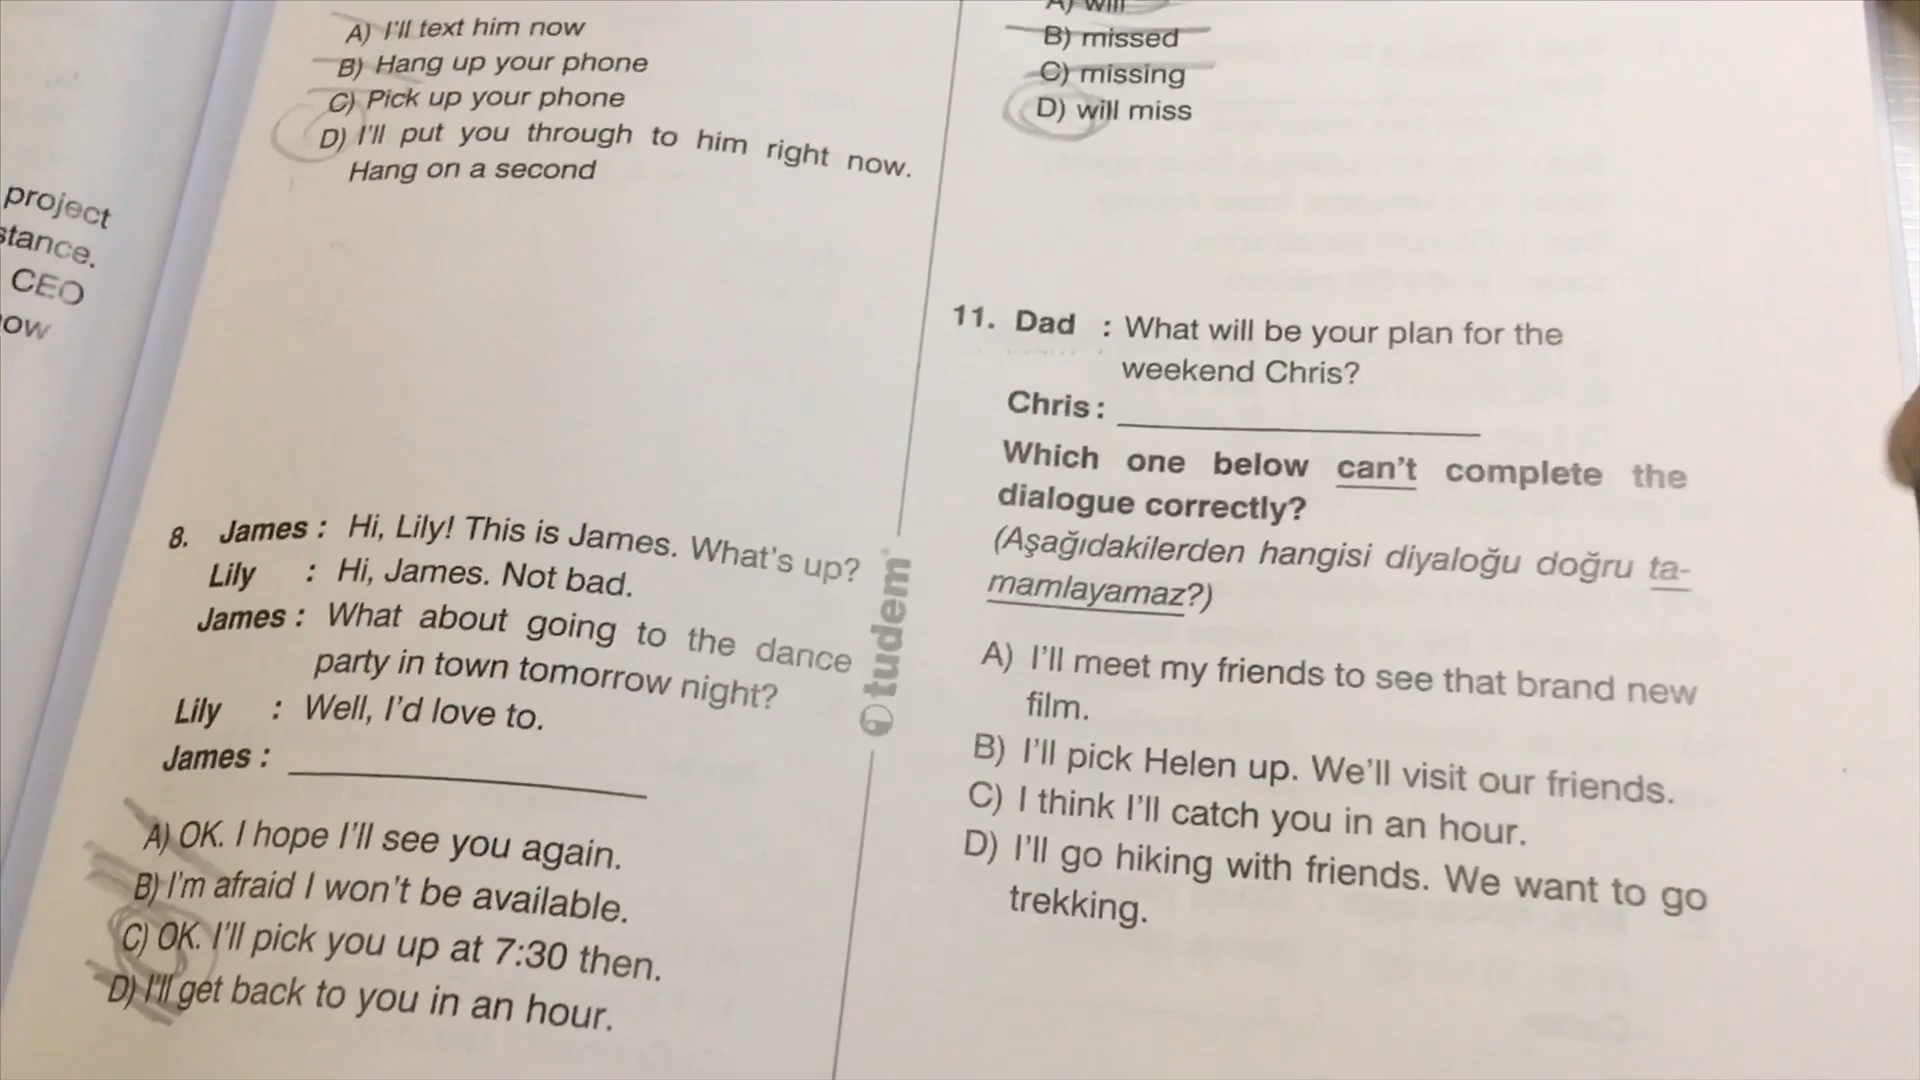 project
stance.
CEO
ow
A) I'll text him now
B) Hang up your phone
C) Pick up your phone
D) I'll put you through to him right now.
Hang on a second
8. James : Hi, Lily! This is James. What's up?
Lily : Hi, James. Not bad.
James : What about going to the dance
party in town tomorrow night?
Lily : Well, I'd love to.
James :
A) OK. I hope I'll see you again.
B) I'm afraid I won't be available.
C) OK. I'll pick you up at 7:30 then.
D) I'll get back to you in an hour.
tudem
A) will
B) missed
C) missing
D) will miss
11. Dad : What will be your plan for the
weekend Chris?
Chris :
Which one below can't complete the
dialogue correctly?
(Aşağıdakilerden hangisi diyaloğu doğru ta-
mamlayamaz?)
A) I'll meet my friends to see that brand new
film.
B) I'll pick Helen up. We'll visit our friends.
C) I think I'll catch you in an hour.
D) I'll go hiking with friends. We want to go
trekking.